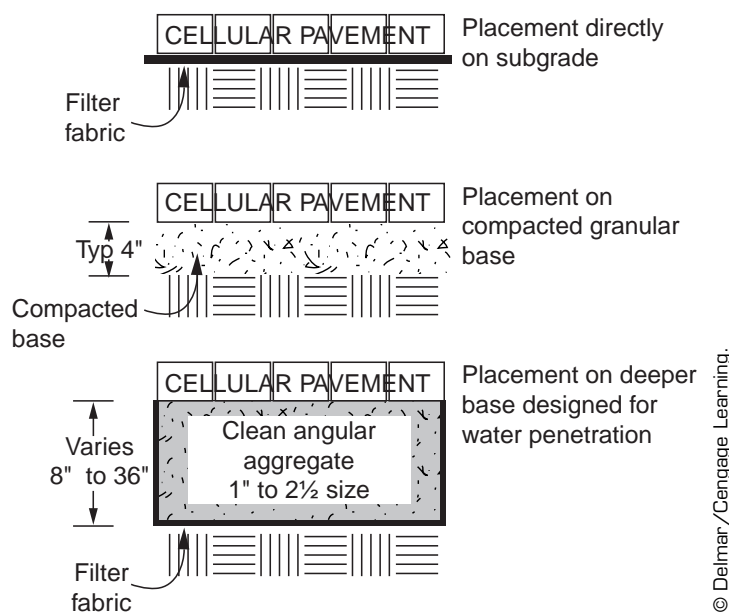 CELLULAR PAVEMENT
Placement directly
on subgrade
Filter
fabric
CELLULAR PAVEMENT
Placement on
compacted granular
base
Typ 4"
Compacted
base
CELLULAR PAVEMENT
Placement on deeper
base designed for
water penetration
Varies
8" to 36"
Clean angular
aggregate
1" to 2½ size
Filter
fabric
© Delmar/Cengage Learning.